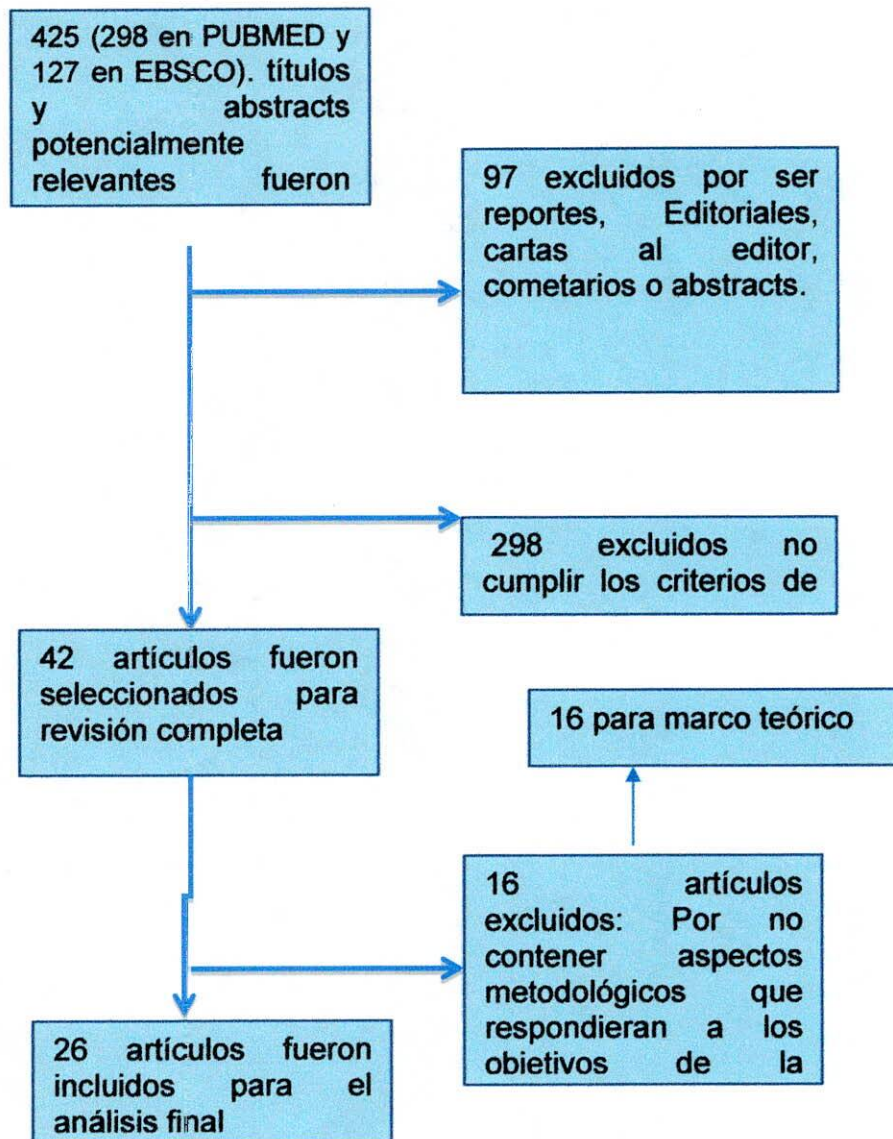 425 (298 en PUBMED y
127 en EBSCO). títulos
y abstracts
potencialmente
relevantes fueron
97 excluidos por ser
reportes, Editoriales,
cartas al editor,
cometarios o abstracts.
298 excluidos no
cumplir los criterios de
42 artículos fueron
seleccionados para
revisión completa
16 para marco teórico
16 artículos
excluidos: Por no
contener aspectos
metodológicos que
respondieran a los
objetivos de la
26 artículos fueron
incluidos para el
análisis final